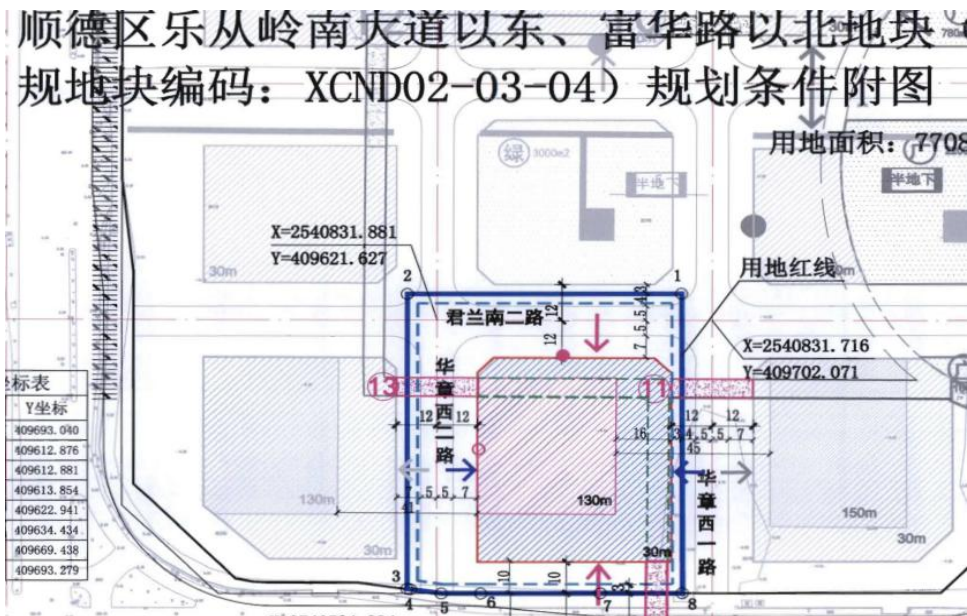 顺德区乐从岭南大道以东、富华路以北地块
规地块编码：XCND02-03-04）规划条件附图
用地面积：7708
绿 3000m2
半地下
半地下
X=2540831.881
Y=409621.627
30m
用地红线
2
1
君兰南二路
12
12
3
4
5
5
7
X=2540831.716
Y=409702.071
坐标表
Y坐标
409693.040
409612.876
409612.881
409613.854
409622.941
409634.434
409669.438
409693.279
13
11
华章西二路
12 12
16
3 4 5 5 7
12 12
45
华章西一路
5 5 7
41
130m
130m
150m
30m
30m
30m
10
10
3
4
5
6
7
8